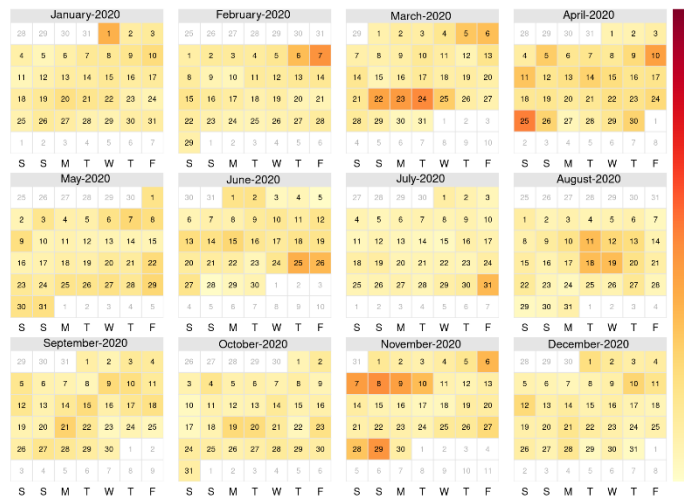 January-2020
28 29 30 31 1 2 3
4 5 6 7 8 9 10
11 12 13 14 15 16 17
18 19 20 21 22 23 24
25 26 27 28 29 30 31
1 2 3 4 5 6 7
S S M T W T F
February-2020
25 26 27 28 29 30 31
1 2 3 4 5 6 7
8 9 10 11 12 13 14
15 16 17 18 19 20 21
22 23 24 25 26 27 28
29 1 2 3 4 5 6
S S M T W T F
March-2020
29 1 2 3 4 5 6
7 8 9 10 11 12 13
14 15 16 17 18 19 20
21 22 23 24 25 26 27
28 29 30 31 1 2 3
4 5 6 7 8 9 10
S S M T W T F
April-2020
28 29 30 31 1 2 3
4 5 6 7 8 9 10
11 12 13 14 15 16 17
18 19 20 21 22 23 24
25 26 27 28 29 30 1
2 3 4 5 6 7 8
S S M T W T F
May-2020
25 26 27 28 29 30 1
2 3 4 5 6 7 8
9 10 11 12 13 14 15
16 17 18 19 20 21 22
23 24 25 26 27 28 29
30 31 1 2 3 4 5
S S M T W T F
June-2020
30 31 1 2 3 4 5
6 7 8 9 10 11 12
13 14 15 16 17 18 19
20 21 22 23 24 25 26
27 28 29 30 1 2 3
4 5 6 7 8 9 10
S S M T W T F
July-2020
27 28 29 30 1 2 3
4 5 6 7 8 9 10
11 12 13 14 15 16 17
18 19 20 21 22 23 24
25 26 27 28 29 30 31
1 2 3 4 5 6 7
S S M T W T F
August-2020
25 26 27 28 29 30 31
1 2 3 4 5 6 7
8 9 10 11 12 13 14
15 16 17 18 19 20 21
22 23 24 25 26 27 28
29 30 31 1 2 3 4
S S M T W T F
September-2020
29 30 31 1 2 3 4
5 6 7 8 9 10 11
12 13 14 15 16 17 18
19 20 21 22 23 24 25
26 27 28 29 30 1 2
3 4 5 6 7 8 9
S S M T W T F
October-2020
26 27 28 29 30 1 2
3 4 5 6 7 8 9
10 11 12 13 14 15 16
17 18 19 20 21 22 23
24 25 26 27 28 29 30
31 1 2 3 4 5 6
S S M T W T F
November-2020
31 1 2 3 4 5 6
7 8 9 10 11 12 13
14 15 16 17 18 19 20
21 22 23 24 25 26 27
28 29 30 1 2 3 4
5 6 7 8 9 10 11
S S M T W T F
December-2020
28 29 30 1 2 3 4
5 6 7 8 9 10 11
12 13 14 15 16 17 18
19 20 21 22 23 24 25
26 27 28 29 30 31 1
2 3 4 5 6 7 8
S S M T W T F